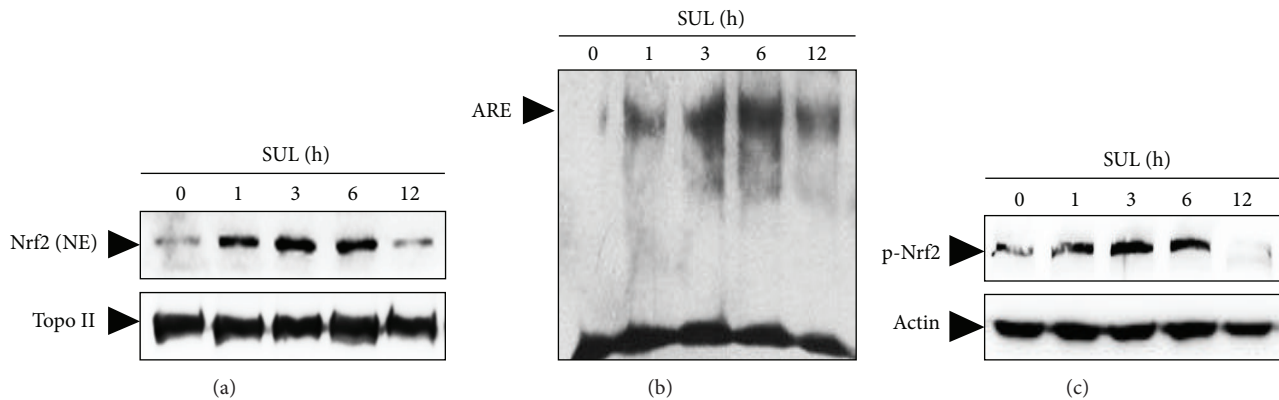 SUL (h)
0 1 3 6 12
Nrf2 (NE)
Topo II
(a)
SUL (h)
0 1 3 6 12
ARE
(b)
SUL (h)
0 1 3 6 12
p-Nrf2
Actin
(c)